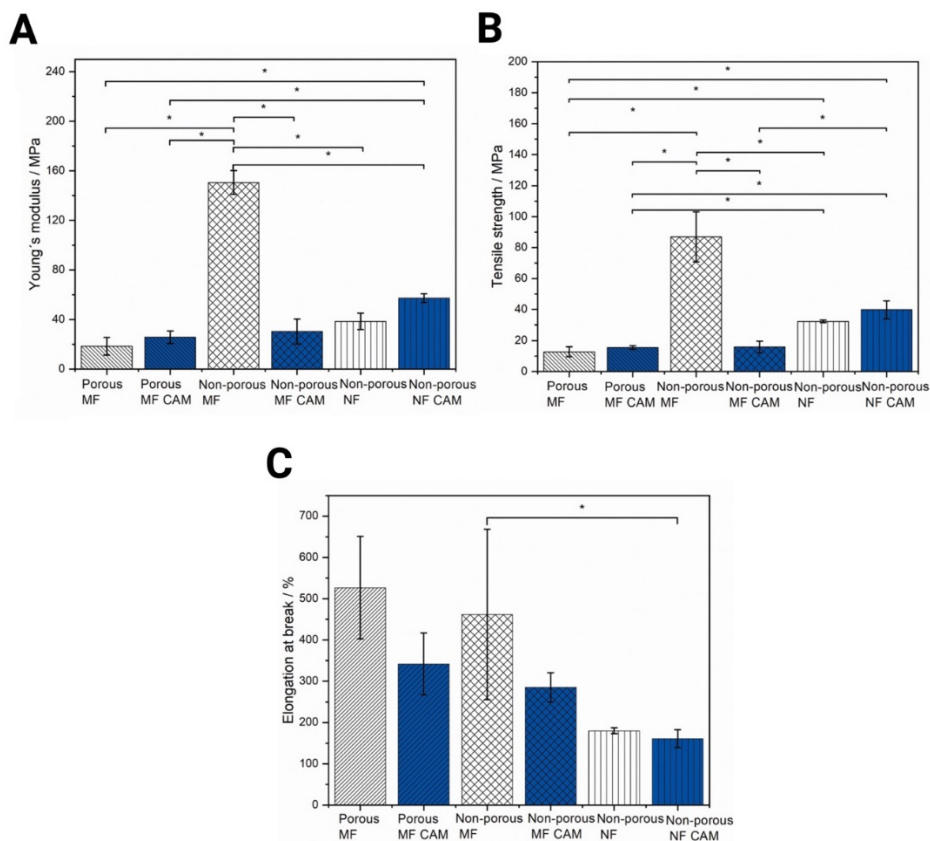 A
Young´s modulus / MPa
240
200
160
120
80
40
0
*
*
*
*
*
*
*
Porous
MF
Porous
MF CAM
Non-porous
MF
Non-porous
MF CAM
Non-porous
NF
Non-porous
NF CAM
B
Tensile strength / MPa
200
180
160
140
120
100
80
60
40
20
0
*
*
*
*
*
*
*
*
*
Porous
MF
Porous
MF CAM
Non-porous
MF
Non-porous
MF CAM
Non-porous
NF
Non-porous
NF CAM
C
Elongation at break / %
700
600
500
400
300
200
100
0
*
Porous
MF
Porous
MF CAM
Non-porous
MF
Non-porous
MF CAM
Non-porous
NF
Non-porous
NF CAM